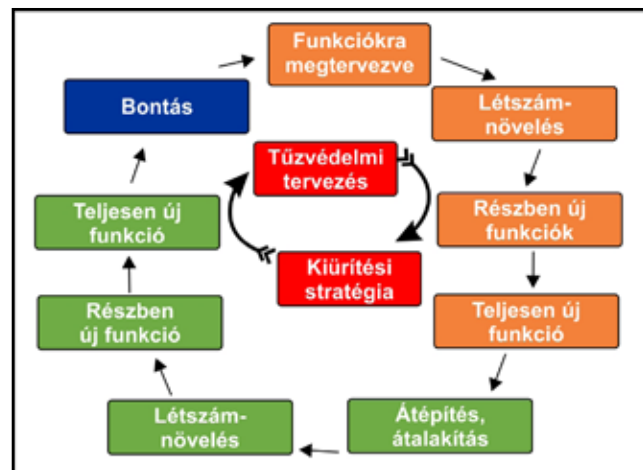 Funkciókra
megtervezve
Bontás
Létszám-
növelés
Tűzvédelmi
tervezés
Teljesen új
funkció
Részben új
funkciók
Kiürítési
stratégia
Részben
új funkció
Teljesen új
funkció
Létszám-
növelés
Átépítés,
átalakítás